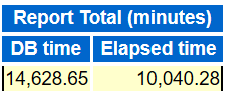 Report Total (minutes)
DB time Elapsed time
14,628.65 10,040.28